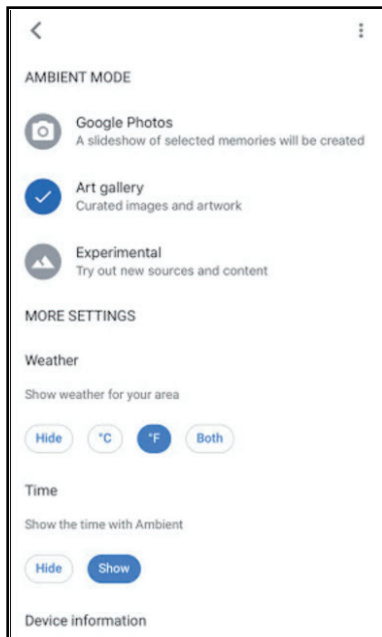 AMBIENT MODE
Google Photos
A slideshow of selected memories will be created
Art gallery
Curated images and artwork
Experimental
Try out new sources and content
MORE SETTINGS
Weather
Show weather for your area
Hide °C °F Both
Time
Show the time with Ambient
Hide Show
Device information